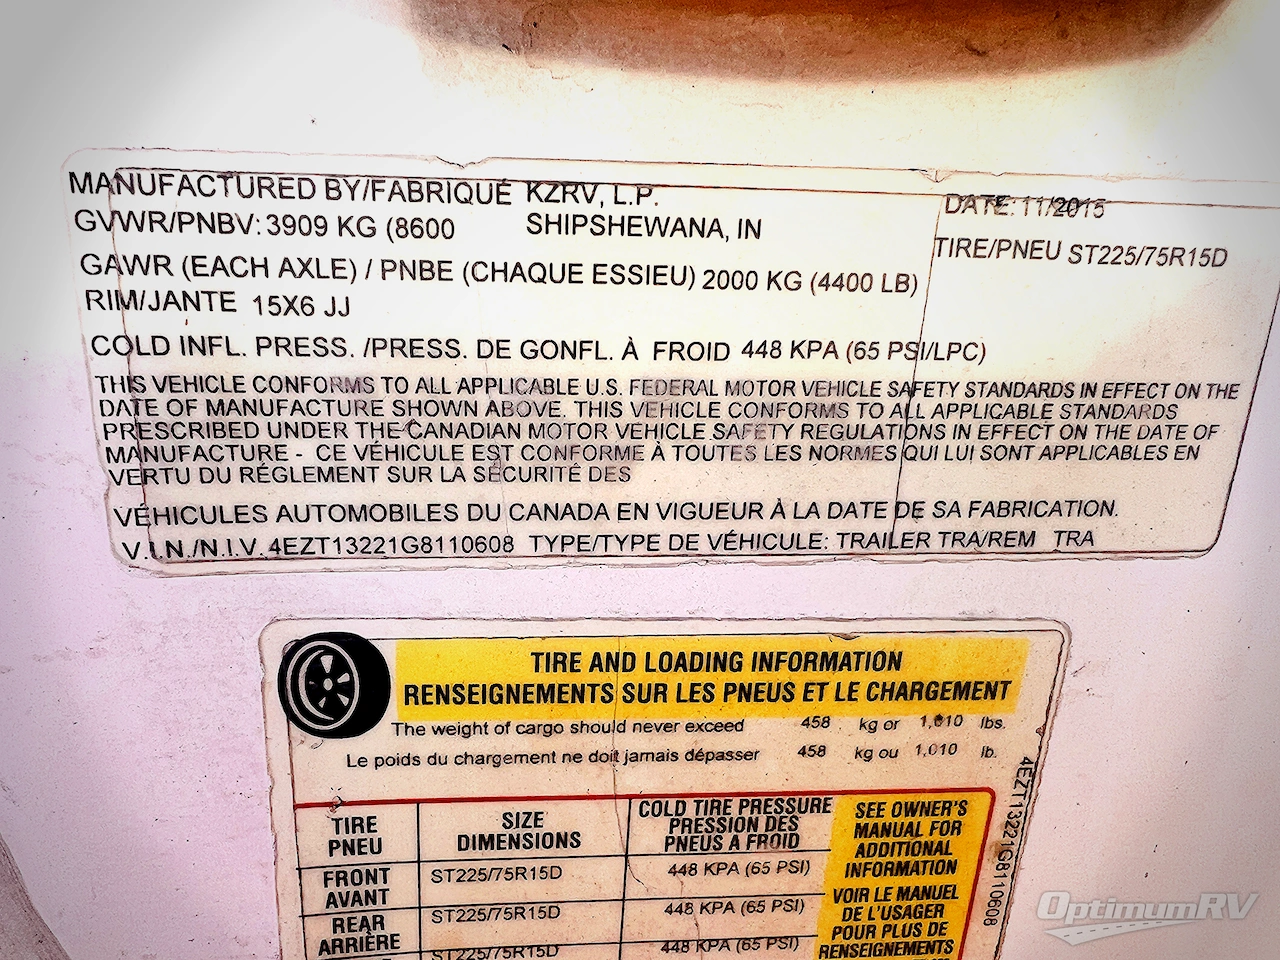 MANUFACTURED BY/FABRIQUÉ KZRV, L.P.
DATE: 11/2015
GVWR/PNBV: 3909 KG (8600
SHIPSHEWANA, IN
TIRE/PNEU ST225/75R15D
GAWR (EACH AXLE) / PNBE (CHAQUE ESSIEU) 2000 KG (4400 LB)
RIM/JANTE 15X6 JJ
COLD INFL. PRESS. /PRESS. DE GONFL. À FROID 448 KPA (65 PSI/LPC)
THIS VEHICLE CONFORMS TO ALL APPLICABLE U.S. FEDERAL MOTOR VEHICLE SAFETY STANDARDS IN EFFECT ON THE
DATE OF MANUFACTURE SHOWN ABOVE. THIS VEHICLE CONFORMS TO ALL APPLICABLE STANDARDS
PRESCRIBED UNDER THE CANADIAN MOTOR VEHICLE SAFETY REGULATIONS IN EFFECT ON THE DATE OF
MANUFACTURE - CE VÉHICULE EST CONFORME À TOUTES LES NORMES QUI LUI SONT APPLICABLES EN
VERTU DU RÉGLEMENT SUR LA SÉCURITÉ DES
VÉHICULES AUTOMOBILES DU CANADA EN VIGUEUR À LA DATE DE SA FABRICATION.
V.I.N./N.I.V. 4EZT13221G8110608 TYPE/TYPE DE VÉHICULE: TRAILER TRA/REM TRA
TIRE AND LOADING INFORMATION
RENSEIGNEMENTS SUR LES PNEUS ET LE CHARGEMENT
The weight of cargo should never exceed 458 kg or 1,010 lbs.
Le poids du chargement ne doit jamais dépasser 458 kg ou 1,010 lb.
4EZT13221G8110608
TIRE
PNEU
SIZE
DIMENSIONS
COLD TIRE PRESSURE
PRESSION DES
PNEUS A FROID
FRONT
AVANT
ST225/75R15D
448 KPA (65 PSI)
REAR
ARRIÈRE
ST225/75R15D
448 KPA (65 PSI)
ST225/75R15D
448 KPA (65 PSI)
SEE OWNER'S
MANUAL FOR
ADDITIONAL
INFORMATION
VOIR LE MANUEL
DE L'USAGER
POUR PLUS DE
RENSEIGNEMENTS
OptimumRV